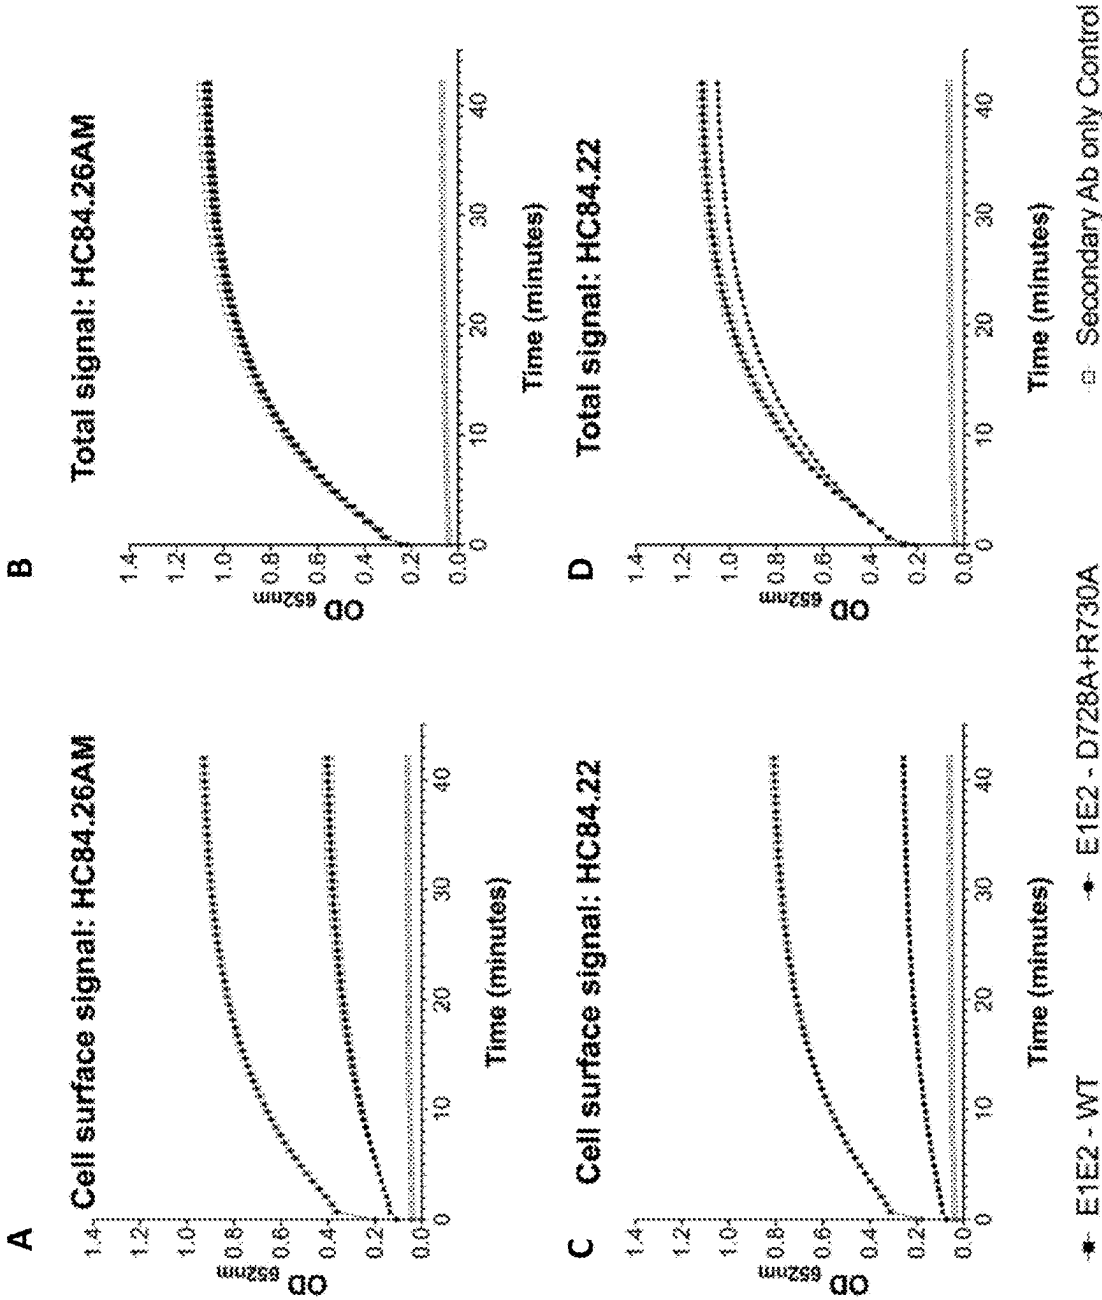 A
Cell surface signal: HC84.26AM
1.4
1.2
1.0
0.8
0.6
0.4
0.2
0.0
OD 652nm
0 10 20 30 40
Time (minutes)
B
Total signal: HC84.26AM
1.4
1.2
1.0
0.8
0.6
0.4
0.2
0.0
OD 652nm
0 10 20 30 40
Time (minutes)
C
Cell surface signal: HC84.22
1.4
1.2
1.0
0.8
0.6
0.4
0.2
0.0
OD 652nm
0 10 20 30 40
Time (minutes)
D
Total signal: HC84.22
1.4
1.2
1.0
0.8
0.6
0.4
0.2
0.0
OD 652nm
0 10 20 30 40
Time (minutes)
E1E2 - WT
E1E2 - D728A+R730A
Secondary Ab only Control